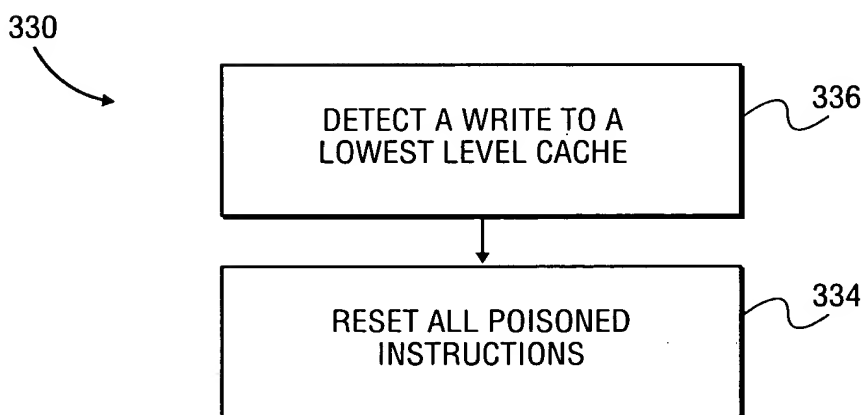 330
DETECT A WRITE TO A
LOWEST LEVEL CACHE
336
RESET ALL POISONED
INSTRUCTIONS
334